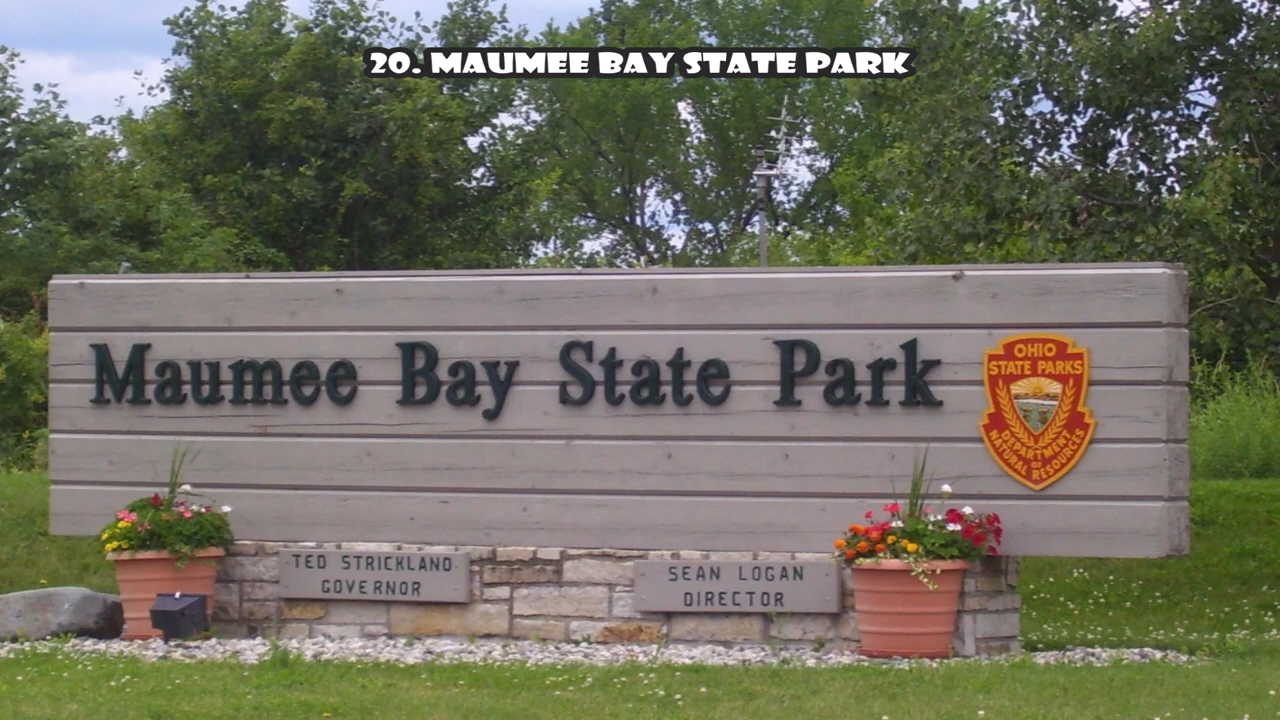 20. MAUMEE BAY STATE PARK
Maumee Bay State Park
OHIO
STATE PARKS
DEPARTMENT
OF
NATURAL RESOURCES
TED STRICKLAND
GOVERNOR
SEAN LOGAN
DIRECTOR